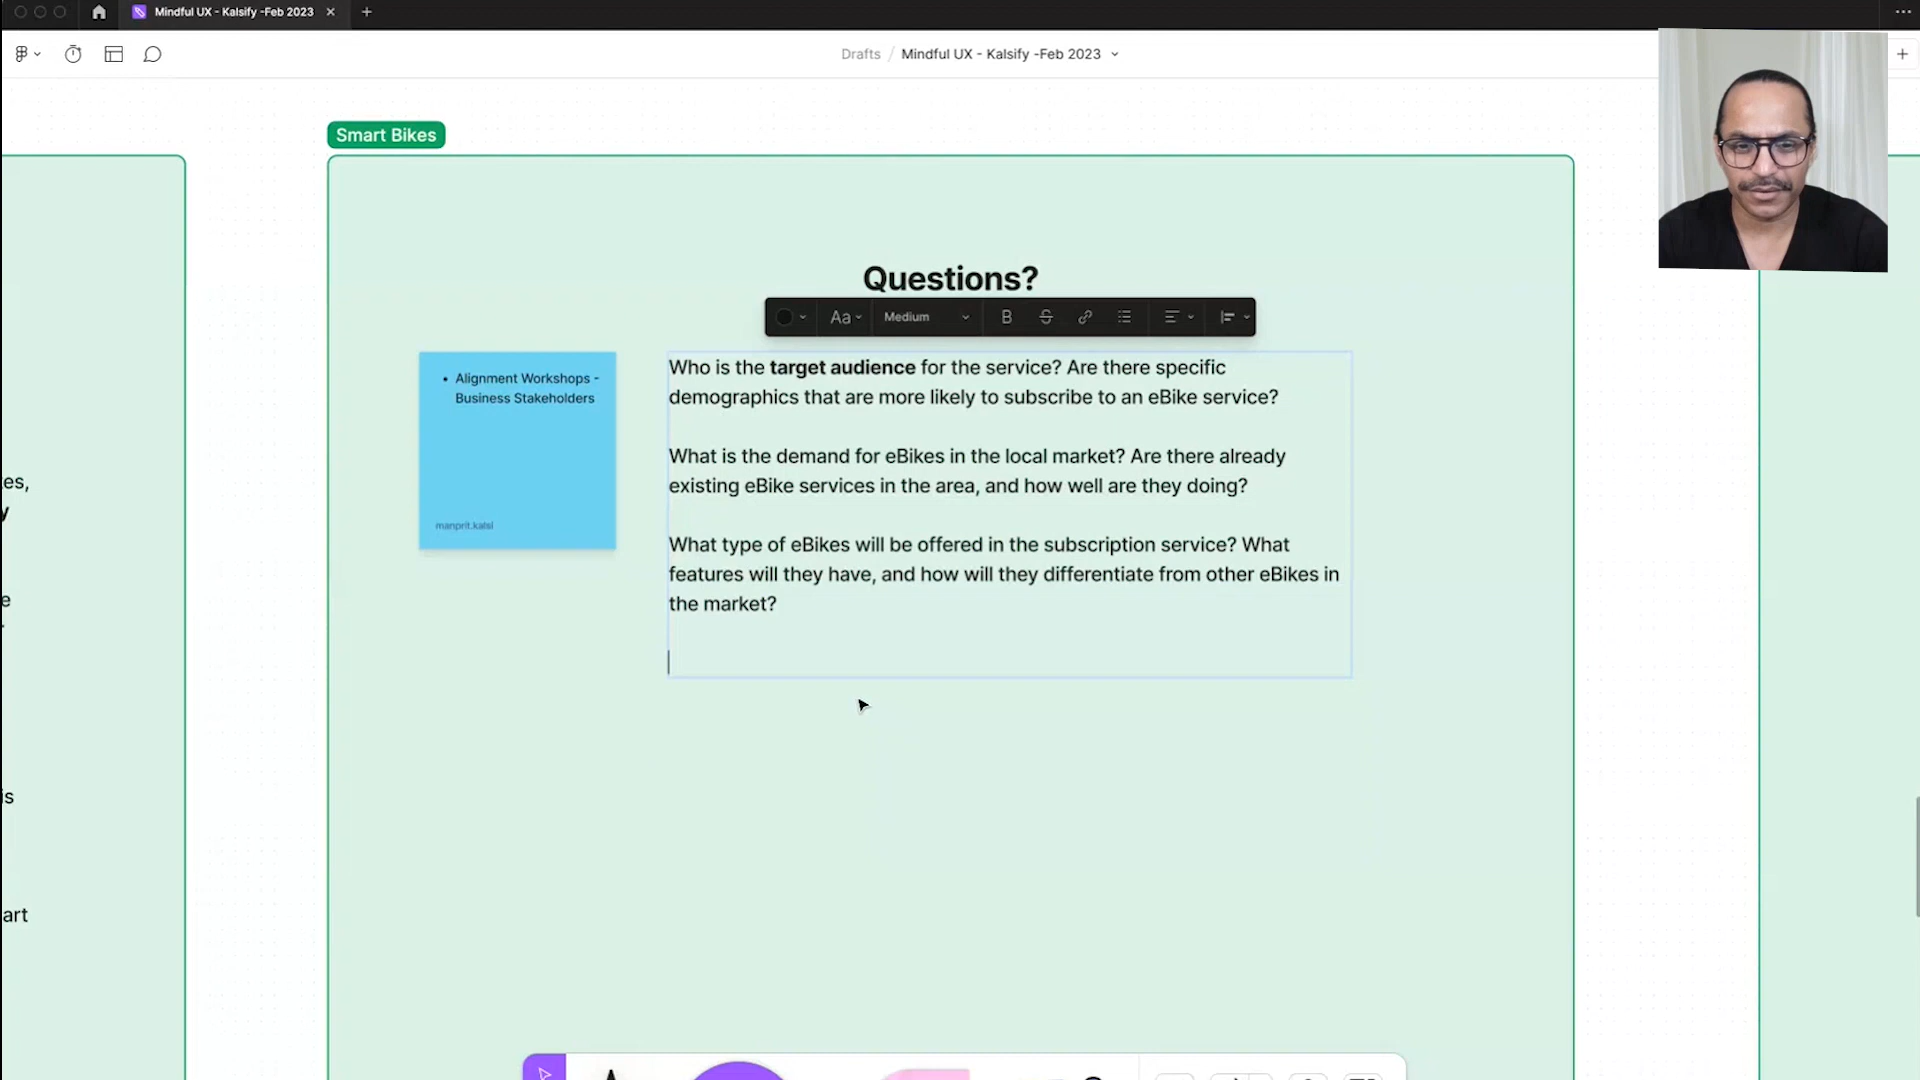 Mindful UX - Kalsify -Feb 2023
Drafts / Mindful UX - Kalsify -Feb 2023
Smart Bikes
Questions?
Aa
Medium
B
S
• Alignment Workshops -
Business Stakeholders
manprit.kalsi
Who is the target audience for the service? Are there specific
demographics that are more likely to subscribe to an eBike service?
What is the demand for eBikes in the local market? Are there already
existing eBike services in the area, and how well are they doing?
What type of eBikes will be offered in the subscription service? What
features will they have, and how will they differentiate from other eBikes in
the market?
es,
y
e
is
art